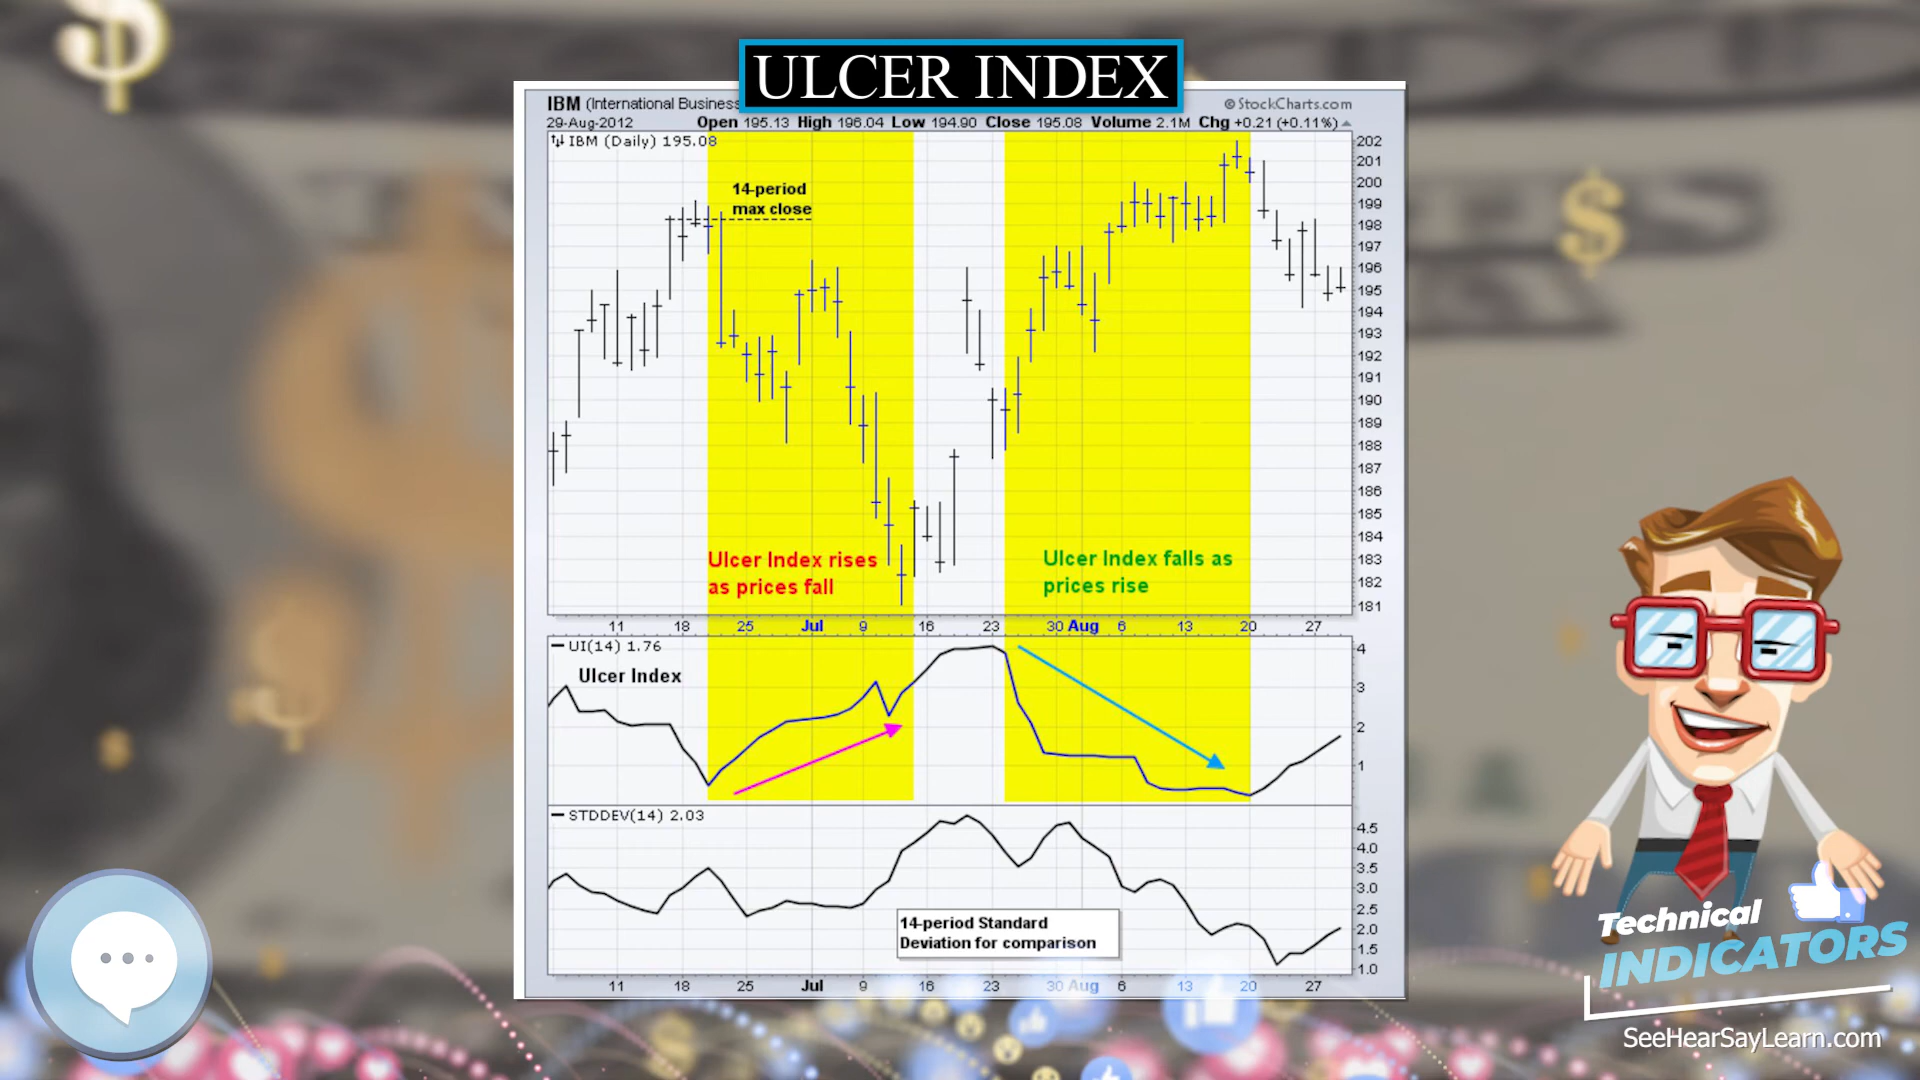 ULCER INDEX
IBM (International Business
© StockCharts.com
29-Aug-2012 Open 195.13 High 196.04 Low 194.90 Close 195.08 Volume 2.1M Chg +0.21 (+0.11%)
IBM (Daily) 195.08
14-period
max close
202
201
200
199
198
197
196
195
194
193
192
191
190
189
188
187
186
185
184
183
182
181
Ulcer Index rises
as prices fall
Ulcer Index falls as
prices rise
11 18 25 Jul 9 16 23 30 Aug 6 13 20 27
UI(14) 1.76
Ulcer Index
4
3
2
1
STDDEV(14) 2.03
4.5
4.0
3.5
3.0
2.5
2.0
1.5
1.0
14-period Standard
Deviation for comparison
11 18 25 Jul 9 16 23 30 Aug 6 13 20 27
Technical
INDICATORS
SeeHearSayLearn.com